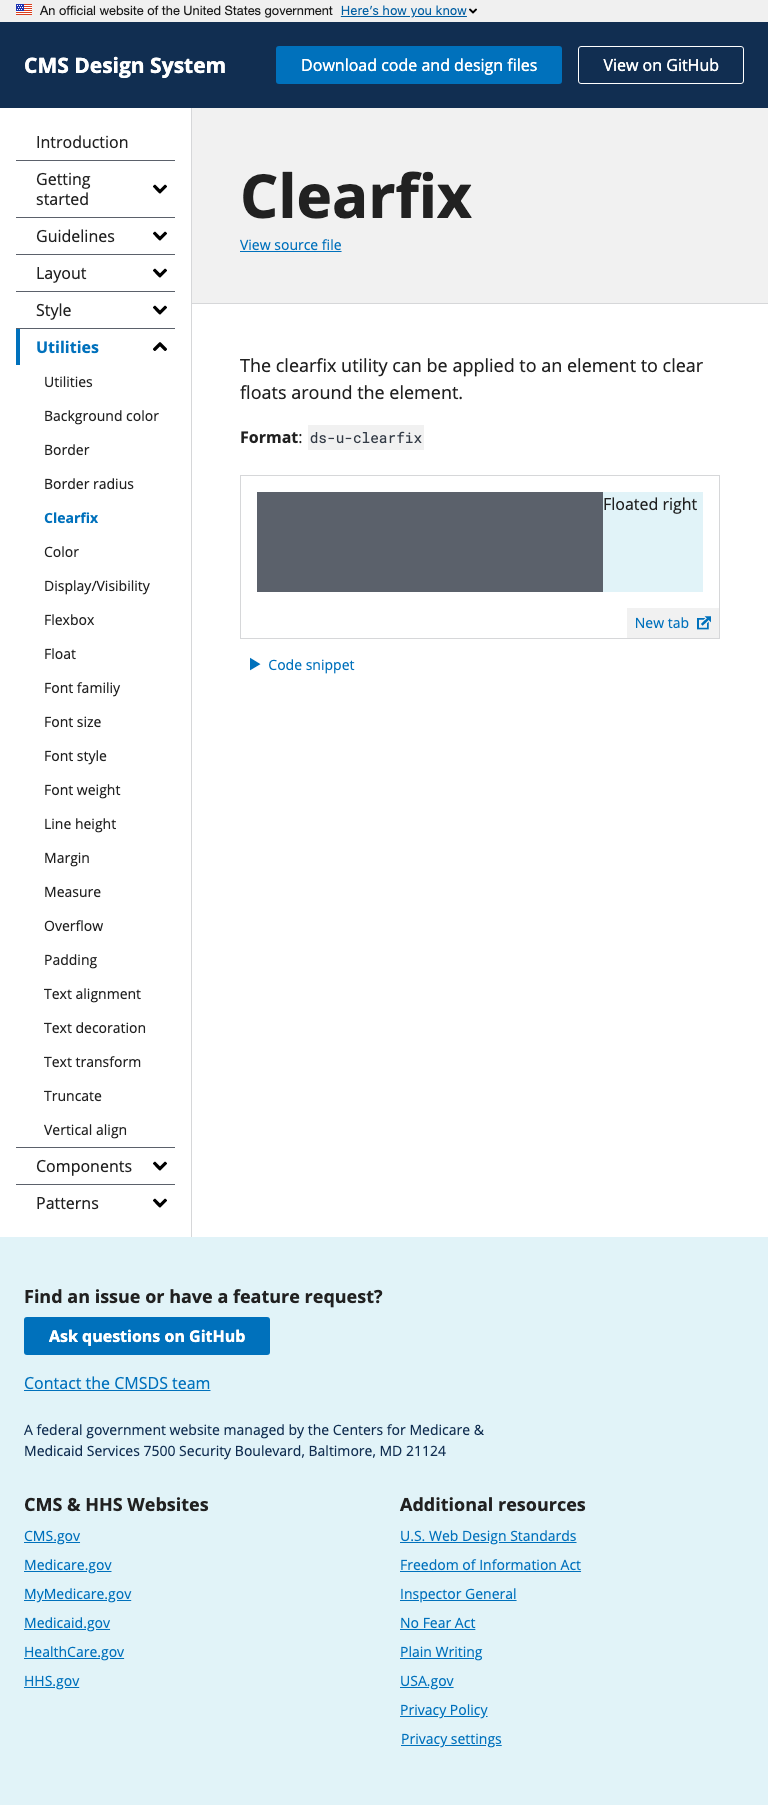 An official website of the United States government Here's how you know
CMS Design System
Download code and design files
View on GitHub
Introduction
Getting
started
Guidelines
Layout
Style
Utilities
Utilities
Background color
Border
Border radius
Clearfix
Color
Display/Visibility
Flexbox
Float
Font familiy
Font size
Font style
Font weight
Line height
Margin
Measure
Overflow
Padding
Text alignment
Text decoration
Text transform
Truncate
Vertical align
Components
Patterns
Clearfix
View source file
The clearfix utility can be applied to an element to clear
floats around the element.
Format: ds-u-clearfix
Floated right
New tab
Code snippet
Find an issue or have a feature request?
Ask questions on GitHub
Contact the CMSDS team
A federal government website managed by the Centers for Medicare &
Medicaid Services 7500 Security Boulevard, Baltimore, MD 21124
CMS & HHS Websites
CMS.gov
Medicare.gov
MyMedicare.gov
Medicaid.gov
HealthCare.gov
HHS.gov
Additional resources
U.S. Web Design Standards
Freedom of Information Act
Inspector General
No Fear Act
Plain Writing
USA.gov
Privacy Policy
Privacy settings